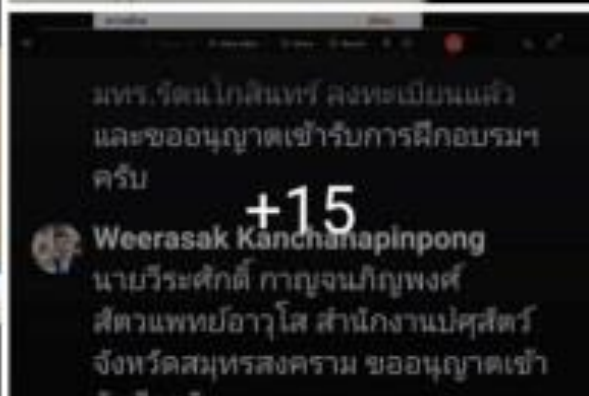 มทร.รัตนโกสินทร์ ลงทะเบียนแล้ว
และขออนุญาตเข้ารับการฝึกอบรมฯ
ครับ
+15
Weerasak Kanchanapinpong
นายวีระศักดิ์ กาญจนภิญพงศ์
สัตวแพทย์อาวุโส สำนักงานปศุสัตว์
จังหวัดสมุทรสงคราม ขออนุญาตเข้า